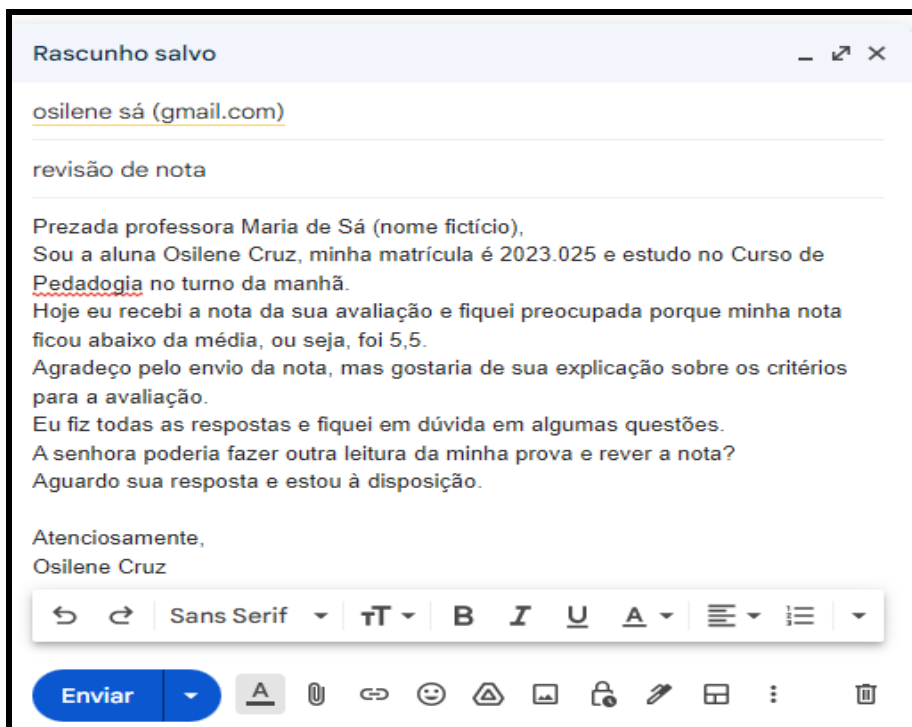 Rascunho salvo
osilene sá (gmail.com)
revisão de nota
Prezada professora Maria de Sá (nome fictício),
Sou a aluna Osilene Cruz, minha matrícula é 2023.025 e estudo no Curso de
Pedadogia no turno da manhã.
Hoje eu recebi a nota da sua avaliação e fiquei preocupada porque minha nota
ficou abaixo da média, ou seja, foi 5,5.
Agradeço pelo envio da nota, mas gostaria de sua explicação sobre os critérios
para a avaliação.
Eu fiz todas as respostas e fiquei em dúvida em algumas questões.
A senhora poderia fazer outra leitura da minha prova e rever a nota?
Aguardo sua resposta e estou à disposição.
Atenciosamente,
Osilene Cruz
Sans Serif TT B I U A
Enviar A